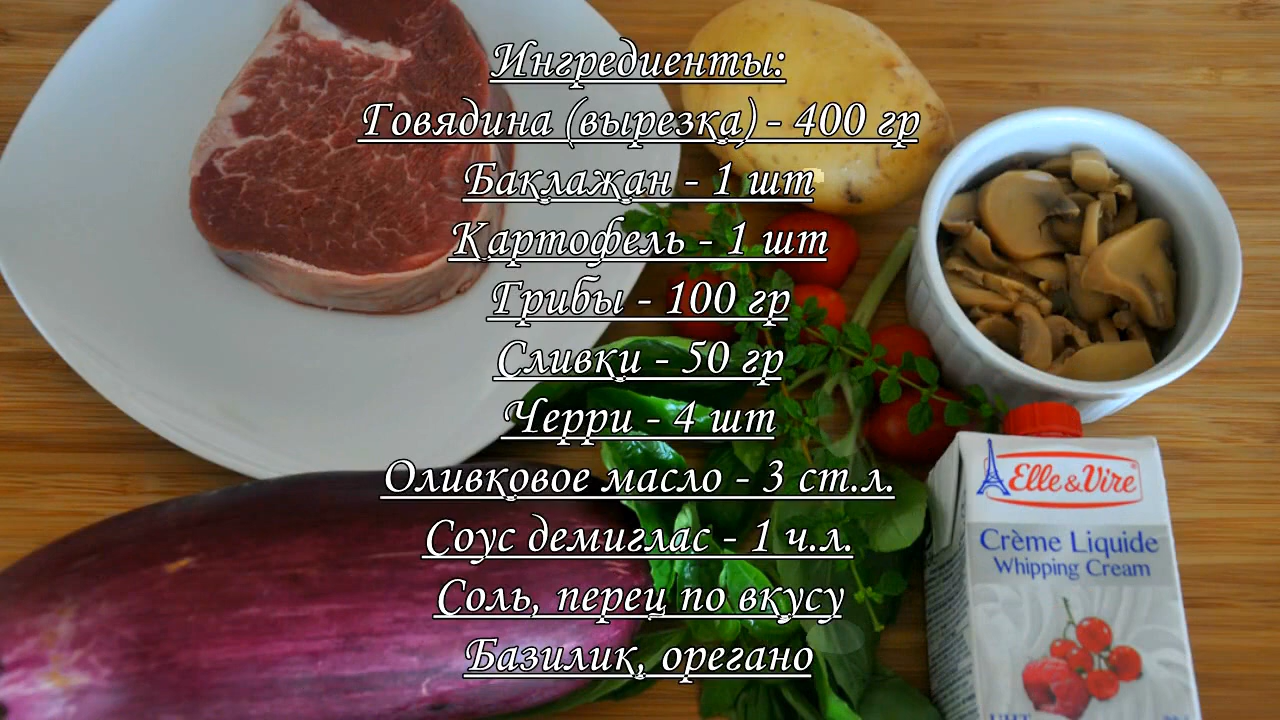 Ингредиенты:
Говядина (вырезка) - 400 гр
Баклажан - 1 шт
Картофель - 1 шт
Грибы - 100 гр
Сливки - 50 гр
Черри - 4 шт
Оливковое масло - 3 ст.л.
Соус демиглас - 1 ч.л.
Соль, перец по вкусу
Базилик, орегано
Elle & Vire
Crème Liquide
Whipping Cream
UHT